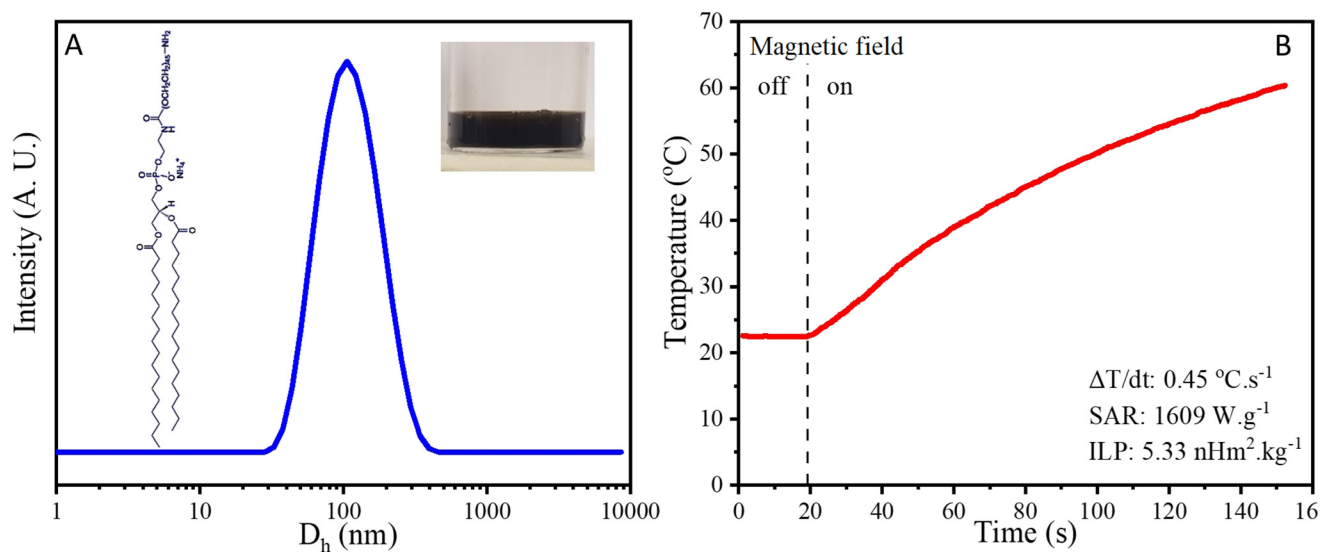 A
(OCH2CH2)45-NH2
O
N
H
O
O=P-O-
NH4+
O
H
O
O
O
O
Intensity (A. U.)
1
10
100
1000
10000
Dh (nm)
B
Magnetic field
off
on
70
60
50
40
30
20
10
0
Temperature (°C)
ΔT/dt: 0.45 °C.s-1
SAR: 1609 W.g-1
ILP: 5.33 nHm2.kg-1
0
20
40
60
80
100
120
140
16
Time (s)